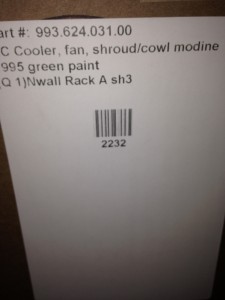 art #: 993.624.031.00
C Cooler, fan, shroud/cowl modine
995 green paint
Q 1)Nwall Rack A sh3
2232